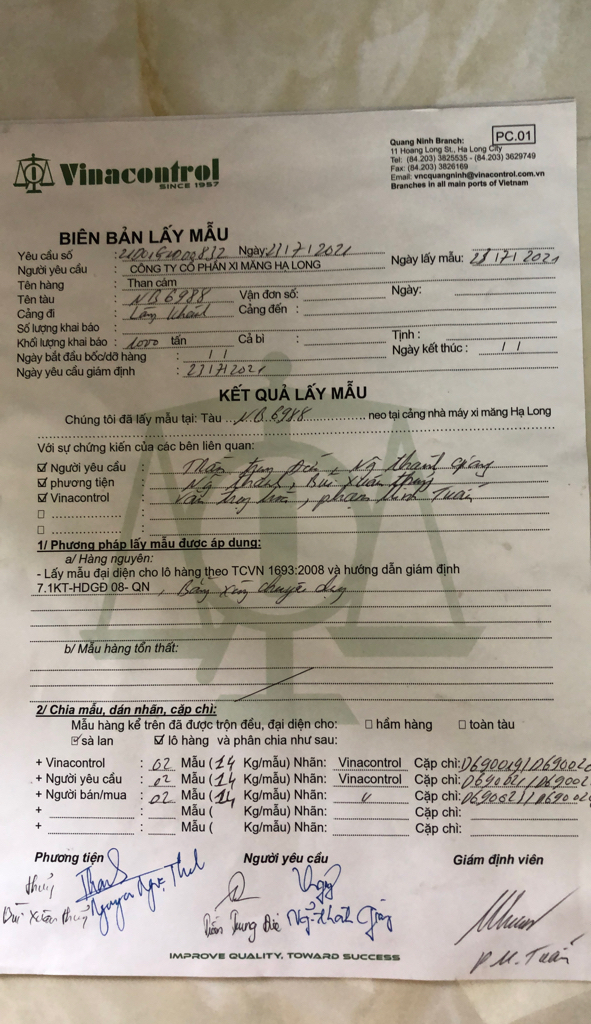 Vinacontrol
SINCE 1957
PC.01
Quang Ninh Branch:
11 Hoang Long St., Ha Long City
Tel: (84.203) 3825535 - (84.203) 3629749
Fax: (84.203) 3826169
Email: vncquangninh@vinacontrol.com.vn
Branches in all main ports of Vietnam
BIÊN BẢN LẤY MẪU
Yêu cầu số : Ngày: Ngày lấy mẫu:
Người yêu cầu : CÔNG TY CỔ PHẦN XI MĂNG HẠ LONG
Tên hàng : Than cám
Tên tàu : NB 6988 Vận đơn số: Ngày:
Cảng đi : Cảng đến :
Số lượng khai báo :
Khối lượng khai báo : 1000 tấn Cả bì : Tịnh :
Ngày bắt đầu bốc/dỡ hàng : / / Ngày kết thúc : / /
Ngày yêu cầu giám định : 23/7/2021
KẾT QUẢ LẤY MẪU
Chúng tôi đã lấy mẫu tại: Tàu NB 6988 neo tại cảng nhà máy xi măng Hạ Long
Với sự chứng kiến của các bên liên quan:
☑ Người yêu cầu :
☑ phương tiện : Bùi Xuân
☑ Vinacontrol : phạm minh Tuấn
☐ :
☐ :
1/ Phương pháp lấy mẫu được áp dụng:
a/ Hàng nguyên:
- Lấy mẫu đại diện cho lô hàng theo TCVN 1693:2008 và hướng dẫn giám định
7.1KT-HDGĐ 08- QN , Bằng xúng chuyên dụng
b/ Mẫu hàng tổn thất:
2/ Chia mẫu, dán nhãn, cặp chì:
Mẫu hàng kể trên đã được trộn đều, đại diện cho: ☐ hầm hàng ☐ toàn tàu
☑ sà lan ☑ lô hàng và phân chia như sau:
+ Vinacontrol : 02 Mẫu (14 Kg/mẫu) Nhãn: Vinacontrol Cặp chì:
+ Người yêu cầu : 02 Mẫu (14 Kg/mẫu) Nhãn: Vinacontrol Cặp chì:
+ Người bán/mua : 02 Mẫu (14 Kg/mẫu) Nhãn: Cặp chì:
+ : Mẫu ( Kg/mẫu) Nhãn: Cặp chì:
+ : Mẫu ( Kg/mẫu) Nhãn: Cặp chì:
Phương tiện Người yêu cầu Giám định viên
Bùi Xuân
P.M. Tuấn
IMPROVE QUALITY, TOWARD SUCCESS